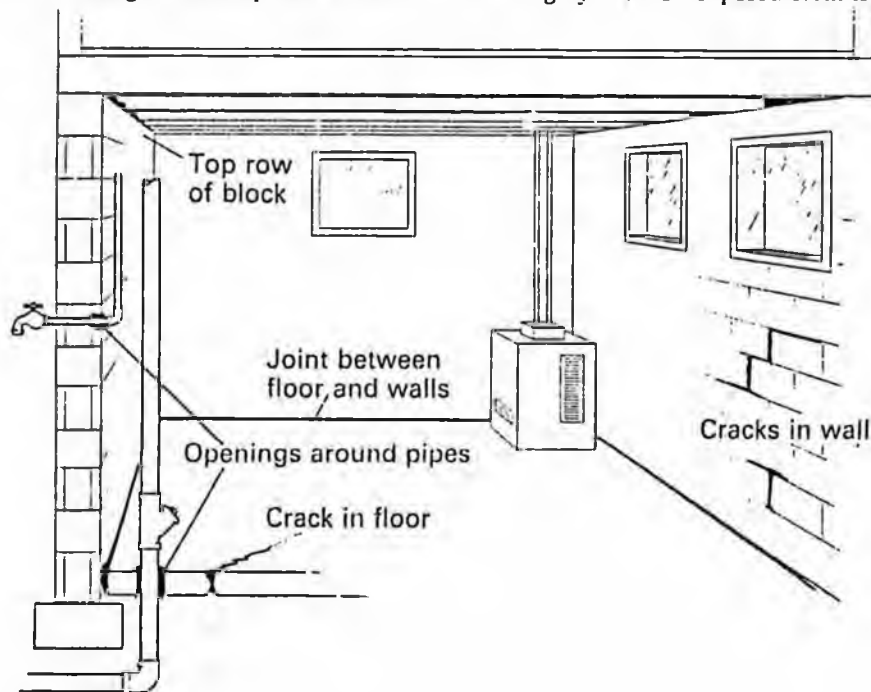 Top row
of block
Joint between
floor and walls
Openings around pipes
Cracks in wall
Crack in floor